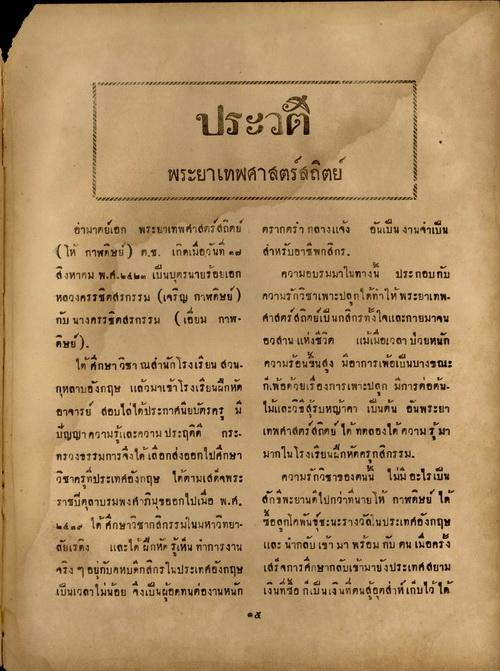 ประวัติ
พระยาเทพศาสตร์สถิตย์
อำมาตย์เอก พระยาเทพศาสตร์สถิตย์
(โห้ กาฬดิษย์) ต.ช. เกิดเมื่อวันที่ ๑๗
สิงหาคม พ.ศ. ๒๔๒๓ เป็นบุตรนายร้อยเอก
หลวงครรชิตสรกรรม (เจริญ กาฬดิษย์)
กับ นางครรชิตสรกรรม (เอี่ยม กาฬ-
ดิษย์).
ได้ศึกษาวิชา ณสำนักโรงเรียน สวน-
กุหลาบอังกฤษ แล้วมาเข้าโรงเรียนฝึกหัด
อาจารย์ สอบไล่ได้ประกาศนียบัตรครู มี
ปัญญา ความรู้และความ ประฤติดี กระ-
ทรวงธรรมการจึงได้เลือกส่งออกไปศึกษา
วิชาครูที่ประเทศอังกฤษ ได้ตามเสด็จพระ
ราชบิดุลาบรมพงศาภิมุขออกไปเมื่อ พ.ศ.
๒๔๓๙ ได้ศึกษาวิชากสิกรรมในมหาวิทยา-
ลัยเรดิง และได้ฝึกหัด รู้เห็น ทำการงาน
จริง ๆ อยู่กับคหบดีกสิกรในประเทศอังกฤษ
เป็นเวลาไม่น้อย จึงเป็นผู้อดทนต่องานหนัก
ตรากตรำ กลางแจ้ง อันเป็น งานจำเป็น
สำหรับอาชีพกสิกร.
ความอบรมมาในทางนี้ ประกอบกับ
ความรักวิชาเพาะปลูกได้ทำให้ พระยาเทพ-
ศาสตร์สถิตย์เป็นกสิกรทั้งใจและกายมาจน
อวสาน แห่งชีวิต แม้เมื่อเวลา ป่วยหนัก
ความร้อนขึ้นสูง มีอาการเพ้อเป็นบางขณะ
ก็เพ้อด้วยเรื่องการเพาะปลูก มีการต่อต้น-
ไม้และวิธีสู้รบหญ้าคา เป็นต้น อันพระยา
เทพศาสตร์สถิตย์ ได้ ทดลองได้ ความ รู้ มา
มากในโรงเรียนฝึกหัดครูกสิกรรม.
ความรักวิชาของตนนี้ ไม่มี อะไรเป็น
สักขีพะยานดีไปกว่าที่นายโห้ กาฬดิษย์ ได้
ซื้อลูกโคพันธุ์ชะนะรางวัลในประเทศอังกฤษ
และ นำกลับ เข้า มา พร้อม กับ ตน เมื่อครั้ง
เสร็จการศึกษากลับเข้ามายังประเทศสยาม
เงินที่ซื้อ ก็เป็นเงินที่ตนสู้อุตส่าห์เก็บไว้ ได้
๑๕